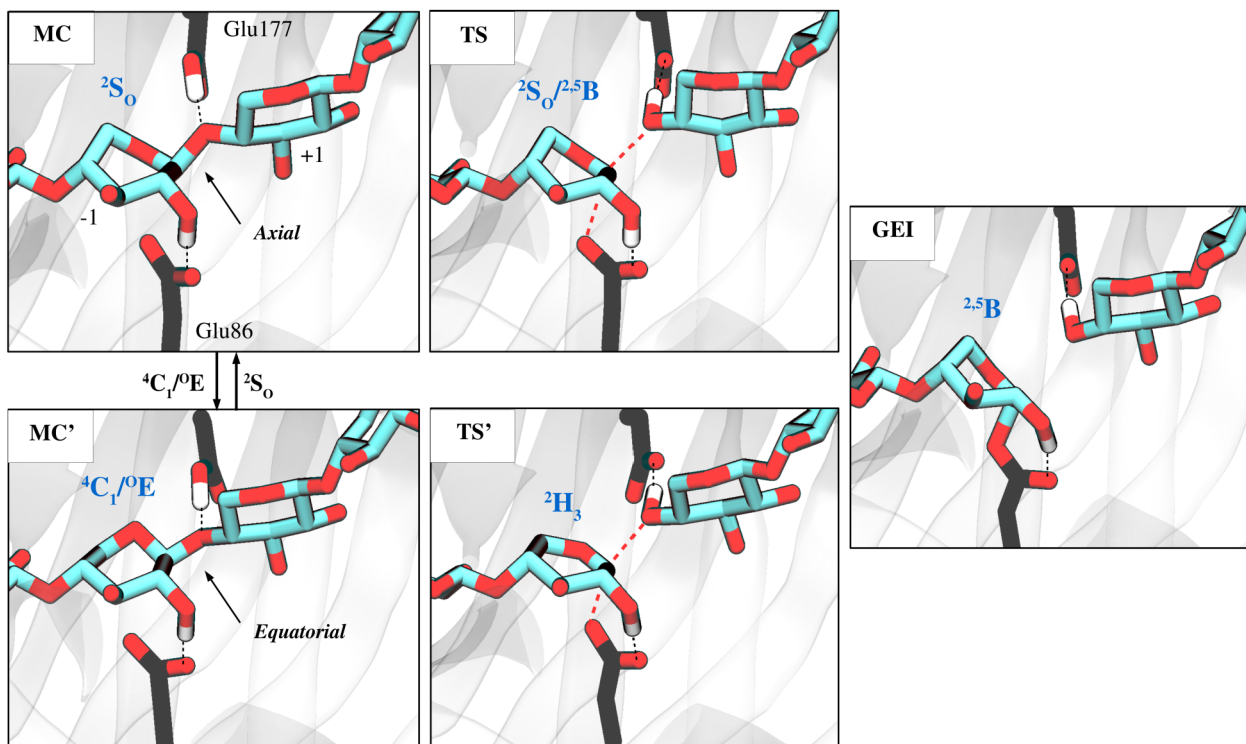 MC
Glu177
²Sₒ
+1
-1
Axial
Glu86
TS
²Sₒ/²,⁵B
GEI
²,⁵B
⁴C₁/ᴼE
²Sₒ
MC’
⁴C₁/ᴼE
Equatorial
TS’
²H₃